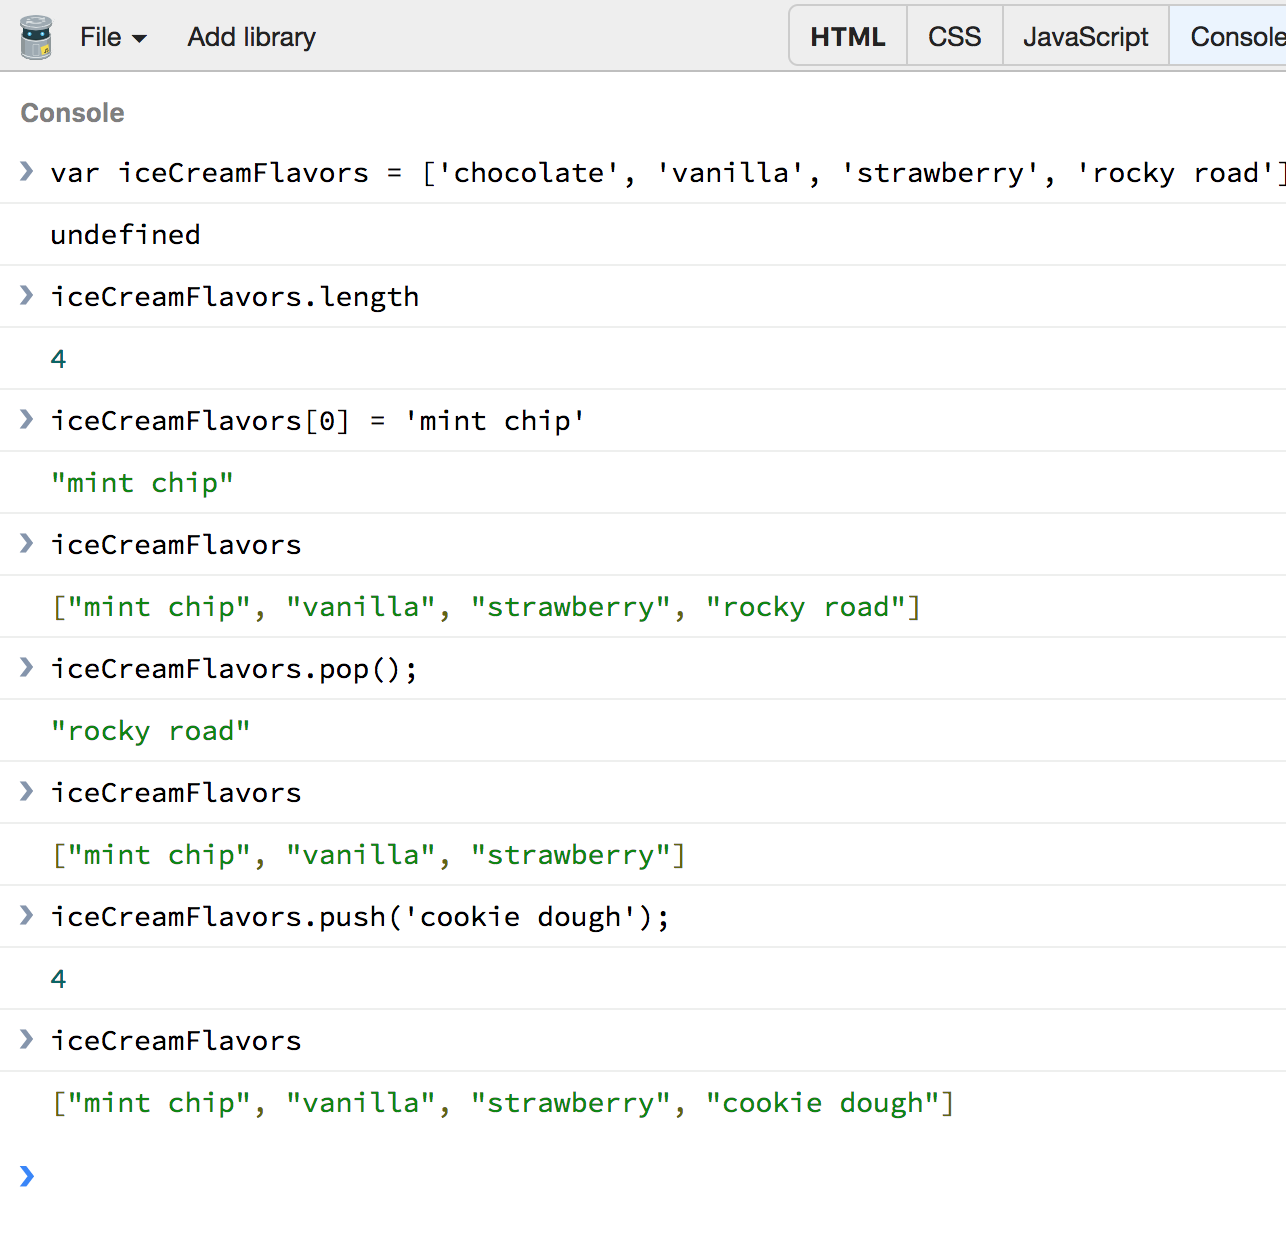 File Add library HTML CSS JavaScript Console
Console
var iceCreamFlavors = ['chocolate', 'vanilla', 'strawberry', 'rocky road']
undefined
iceCreamFlavors.length
4
iceCreamFlavors[0] = 'mint chip'
"mint chip"
iceCreamFlavors
["mint chip", "vanilla", "strawberry", "rocky road"]
iceCreamFlavors.pop();
"rocky road"
iceCreamFlavors
["mint chip", "vanilla", "strawberry"]
iceCreamFlavors.push('cookie dough');
4
iceCreamFlavors
["mint chip", "vanilla", "strawberry", "cookie dough"]